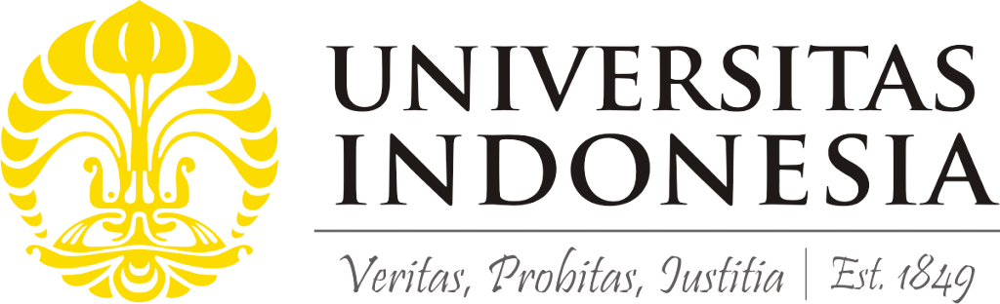 UNIVERSITAS
INDONESIA
Veritas, Probitas, Iustitia | Est. 1849